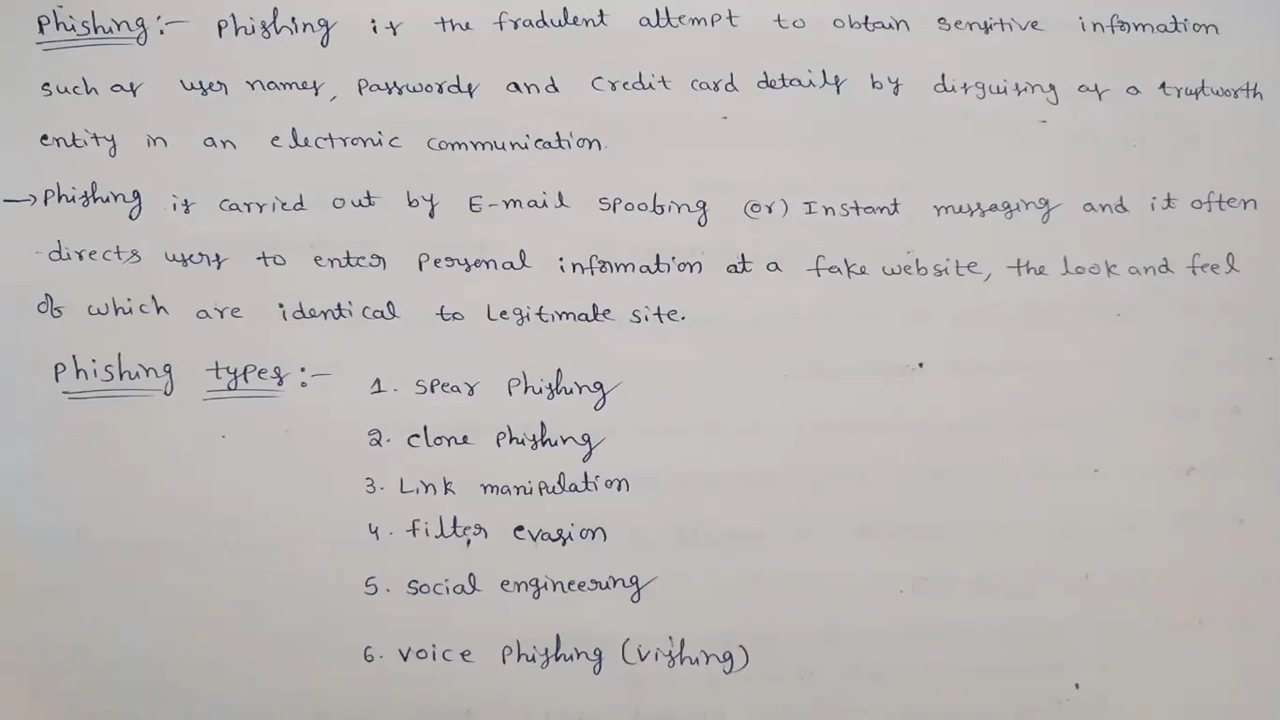 Phishing:- Phishing is the fradulent attempt to obtain sensitive information
such as user names, Passwords and credit card details by disguising as a trustworth
entity in an electronic communication.
→ Phishing is carried out by E-mail spoofing (or) Instant messaging and it often
directs users to enter Personal information at a fake website, the look and feel
of which are identical to legitimate site.
Phishing types:- 1. Spear Phishing
2. clone phishing
3. Link manipulation
4. filter evasion
5. social engineering
6. voice phishing (vishing)